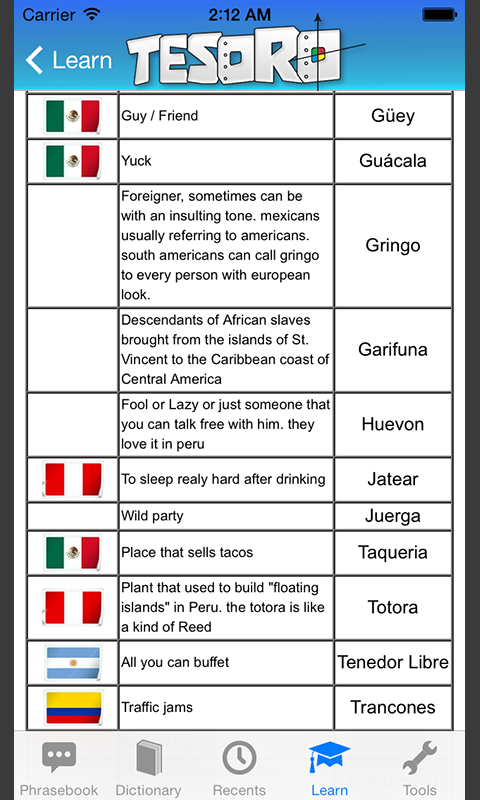 Carrier 2:12 AM
Learn TESORO
Guy / Friend Güey
Yuck Guácala
Foreigner, sometimes can be
with an insulting tone. mexicans
usually referring to americans.
south americans can call gringo
to every person with european
look.
Gringo
Descendants of African slaves
brought from the islands of St.
Vincent to the Caribbean coast of
Central America
Garifuna
Fool or Lazy or just someone that
you can talk free with him. they
love it in peru
Huevon
To sleep realy hard after drinking Jatear
Wild party Juerga
Place that sells tacos Taqueria
Plant that used to build "floating
islands" in Peru. the totora is like
a kind of Reed
Totora
All you can buffet Tenedor Libre
Traffic jams Trancones
Phrasebook Dictionary Recents Learn Tools